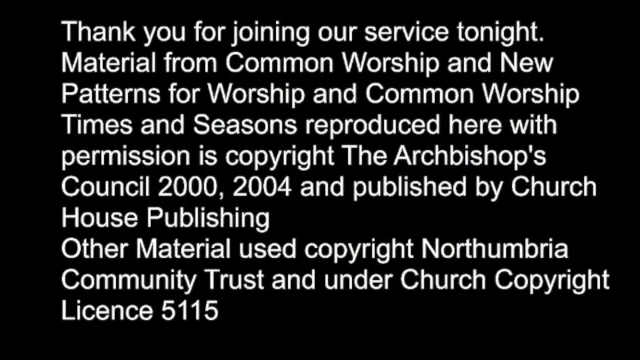 Thank you for joining our service tonight.
Material from Common Worship and New
Patterns for Worship and Common Worship
Times and Seasons reproduced here with
permission is copyright The Archbishop's
Council 2000, 2004 and published by Church
House Publishing
Other Material used copyright Northumbria
Community Trust and under Church Copyright
Licence 5115